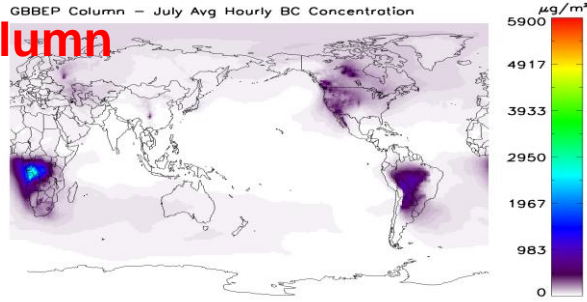 GBBEP Column – July Avg Hourly BC Concentration
μg/m²
lumn
5900
4917
3933
2950
1967
983
0